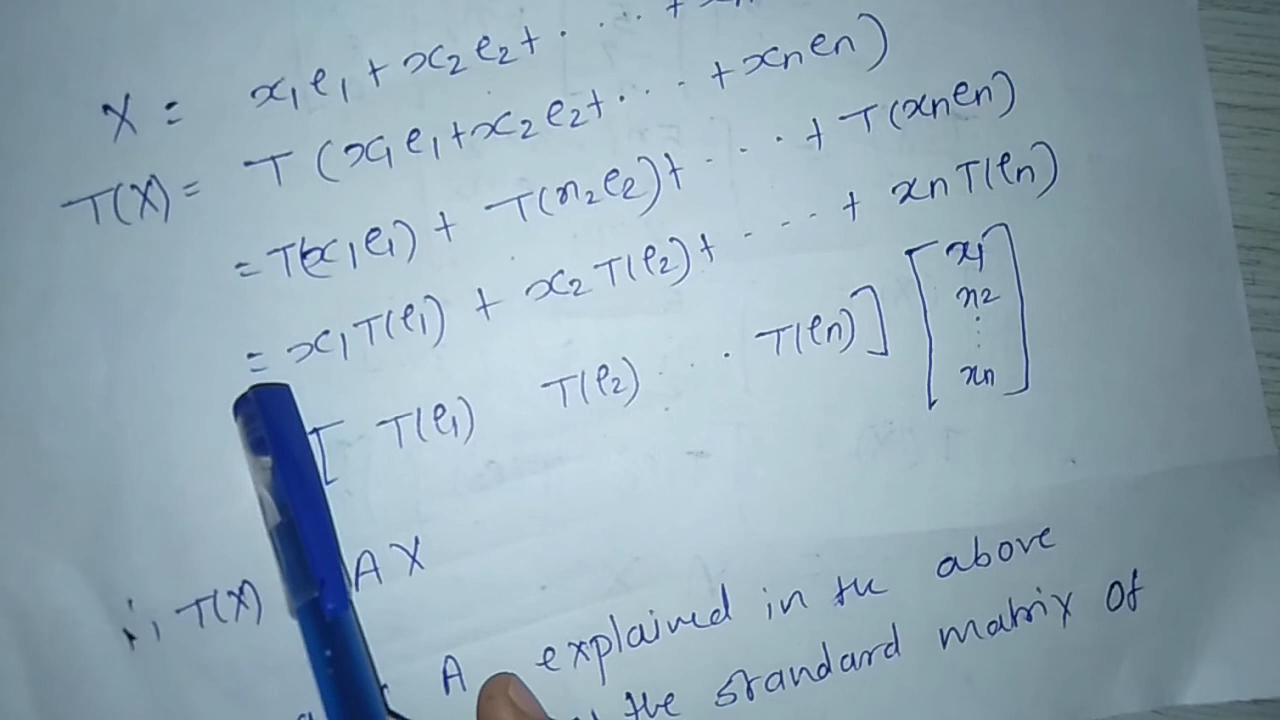 X = x₁e₁ + x₂e₂ + . . . . +
T(X) = T(x₁e₁ + x₂e₂ + . . . + xₙeₙ)
= T(x₁e₁) + T(x₂e₂) + . . . + T(xₙeₙ)
= x₁T(e₁) + x₂T(e₂) + . . . . + xₙT(eₙ)
[ T(e₁) T(e₂) . . . T(eₙ) ] [ x₁ x₂ ⋮ xₙ ]
∴ T(X) AX
A explained in the above
the standard matrix of